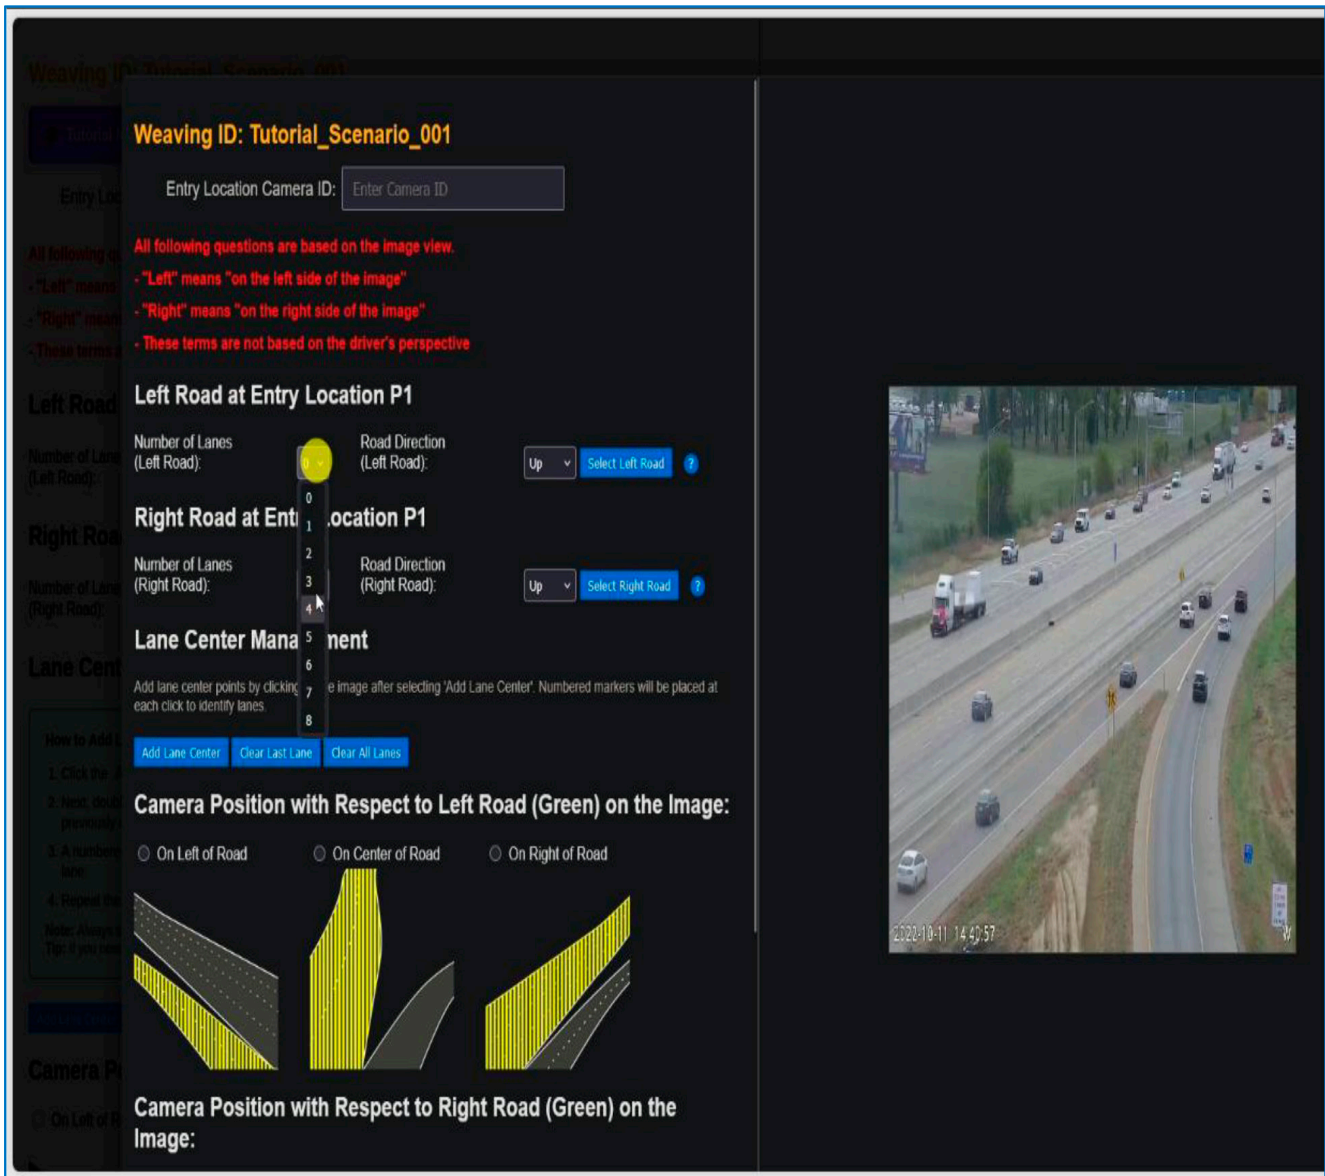 Weaving ID: Tutorial_Scenario_001
Entry Location Camera ID: Enter Camera ID
All following questions are based on the image view.
- "Left" means "on the left side of the image"
- "Right" means "on the right side of the image"
- These terms are not based on the driver's perspective
Left Road at Entry Location P1
Number of Lanes
(Left Road):
0
Road Direction
(Left Road):
Up
Select Left Road
?
0
1
2
3
4
5
6
7
8
Right Road at Ent ocation P1
Number of Lanes
(Right Road):
Road Direction
(Right Road):
Up
Select Right Road
?
Lane Center Mana ment
Add lane center points by clicking e image after selecting 'Add Lane Center'. Numbered markers will be placed at
each click to identify lanes.
Add Lane Center
Clear Last Lane
Clear All Lanes
Camera Position with Respect to Left Road (Green) on the Image:
On Left of Road
On Center of Road
On Right of Road
Camera Position with Respect to Right Road (Green) on the
Image:
2022-10-11 14:40:57
W